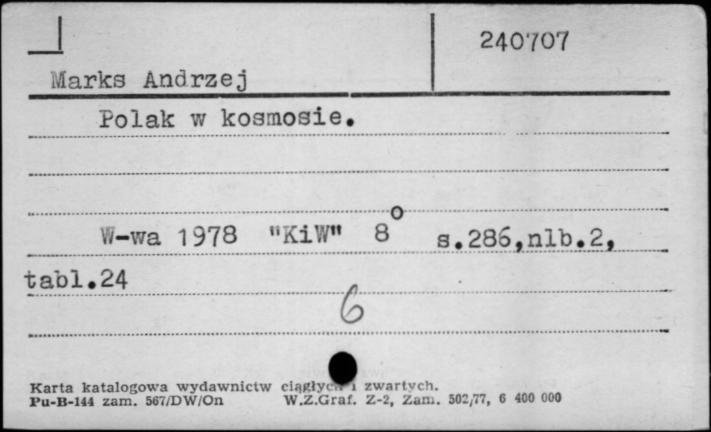 240707
Marks Andrzej
Polak w kosmosie.
W-wa 1978 "KiW" 8° s.286,nlb.2,
tabl.24
6
Karta katalogowa wydawnictw ciągłych i zwartych.
Pu-B-144 zam. 567/DW/On W.Z.Graf. Z-2, Zam. 502/77, 6 400 000